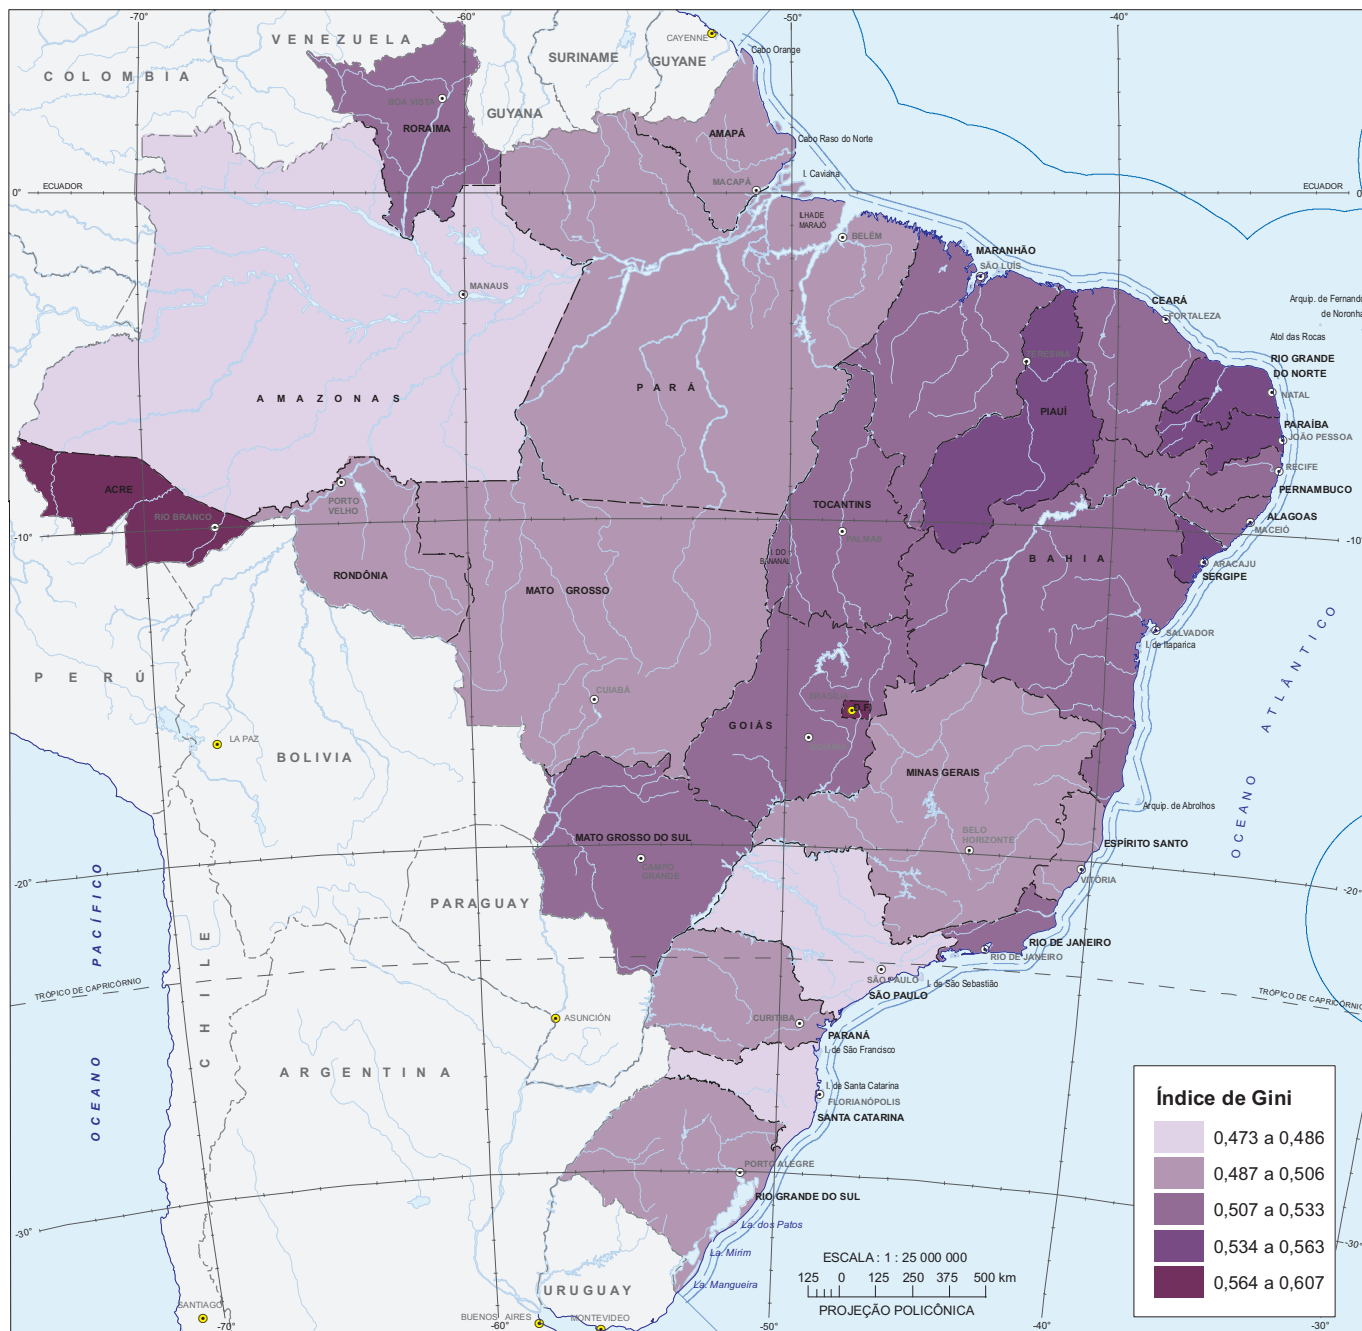 -70°
-60°
-50°
-40°
VENEZUELA
CAYENNE
Cabo Orange
COLOMBIA
SURINAME
GUYANE
BOA VISTA
GUYANA
RORAIMA
AMAPÁ
Cabo Raso do Norte
MACAPÁ
I. Caviana
0°
ECUADOR
ECUADOR
0
ILHA DE
MARAJÓ
BELÉM
MARANHÃO
SÃO LUÍS
MANAUS
CEARÁ
FORTALEZA
Arquip. de Fernando
de Noronha
Atol das Rocas
TERESINA
RIO GRANDE
DO NORTE
NATAL
PARÁ
AMAZONAS
PIAUÍ
PARAÍBA
JOÃO PESSOA
RECIFE
PERNAMBUCO
ACRE
RIO BRANCO
PORTO
VELHO
TOCANTINS
PALMAS
ALAGOAS
MACEIÓ
-10°
-10°
I. DO
BANANAL
BAHIA
ARACAJU
SERGIPE
RONDÔNIA
MATO GROSSO
SALVADOR
I. de Itaparica
PERÚ
CUIABÁ
BRASÍLIA
D F
GOIÁS
GOIÂNIA
LA PAZ
BOLIVIA
MINAS GERAIS
OCEANO ATLÂNTICO
Arquip. de Abrolhos
MATO GROSSO DO SUL
CAMPO
GRANDE
BELO
HORIZONTE
ESPÍRITO SANTO
VITÓRIA
-20°
-20°
PARAGUAY
RIO DE JANEIRO
RIO DE JANEIRO
OCEANO PACÍFICO
CHILE
SÃO PAULO
I. de São Sebastião
SÃO PAULO
TRÓPICO DE CAPRICÓRNIO
TRÓPICO DE CAPRICÓRNIO
ASUNCIÓN
CURITIBA
PARANÁ
I. de São Francisco
ARGENTINA
I. de Santa Catarina
FLORIANÓPOLIS
SANTA CATARINA
PORTO ALEGRE
RIO GRANDE DO SUL
La. dos Patos
La. Mirim
La. Mangueira
-30°
-30°
URUGUAY
SANTIAGO
BUENOS AIRES
MONTEVIDEO
-70°
-60°
-50°
-40°
-30°
ESCALA : 1 : 25 000 000
125 0 125 250 375 500 km
PROJEÇÃO POLICÔNICA
Índice de Gini
0,473 a 0,486
0,487 a 0,506
0,507 a 0,533
0,534 a 0,563
0,564 a 0,607